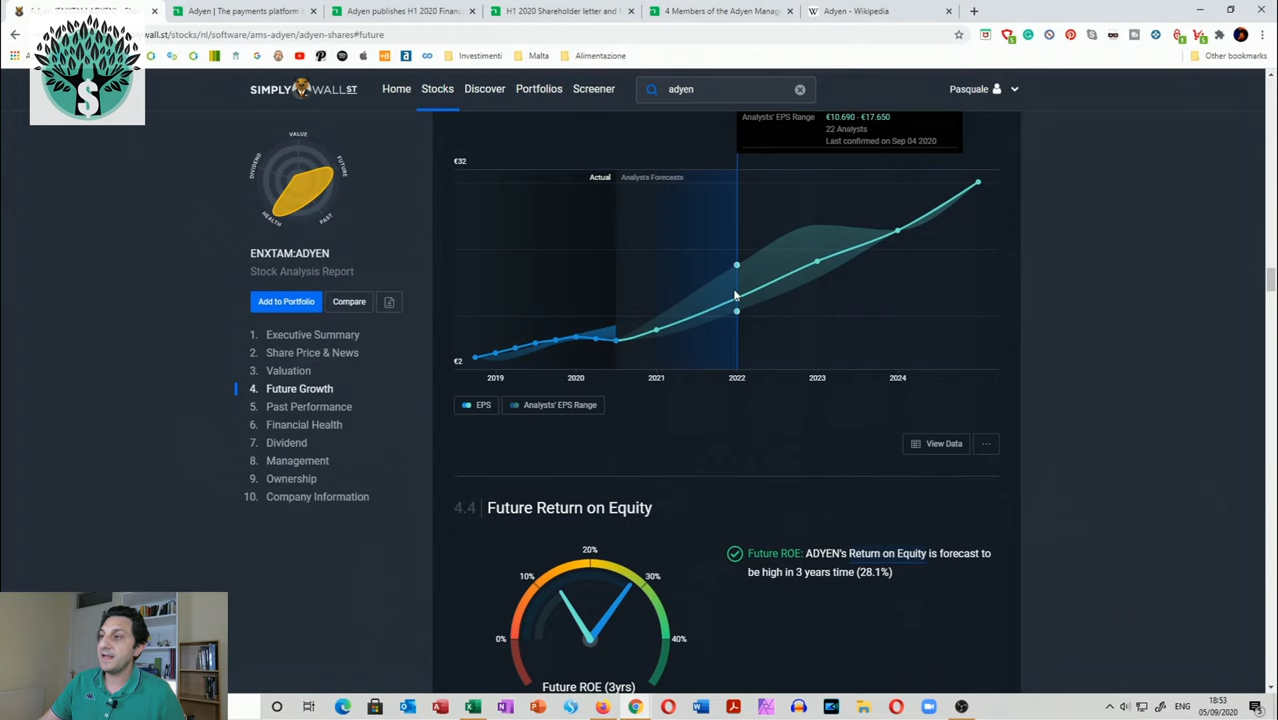 Adyen | The payments platform
Adyen publishes H1 2020 Financ
H1 2020 Shareholder letter and
4 Members of the Adyen Manag
Adyen - Wikipedia
wall.st/stocks/nl/software/ams-adyen/adyen-shares#future
Investimenti
Malta
Alimentazione
Other bookmarks
$
SIMPLY WALL ST
Home
Stocks
Discover
Portfolios
Screener
adyen
Pasquale
VALUE
FUTURE
PAST
HEALTH
DIVIDEND
ENXTAM:ADYEN
Stock Analysis Report
Add to Portfolio
Compare
1. Executive Summary
2. Share Price & News
3. Valuation
4. Future Growth
5. Past Performance
6. Financial Health
7. Dividend
8. Management
9. Ownership
10. Company Information
Analysts' EPS Range €10.690 - €17.650
22 Analysts
Last confirmed on Sep 04 2020
€32
Actual
Analysts Forecasts
€2
2019 2020 2021 2022 2023 2024
EPS
Analysts' EPS Range
View Data
4.4 Future Return on Equity
20%
10%
30%
0%
40%
Future ROE (3yrs)
Future ROE: ADYEN's Return on Equity is forecast to
be high in 3 years time (28.1%)
ENG
18:53
05/09/2020